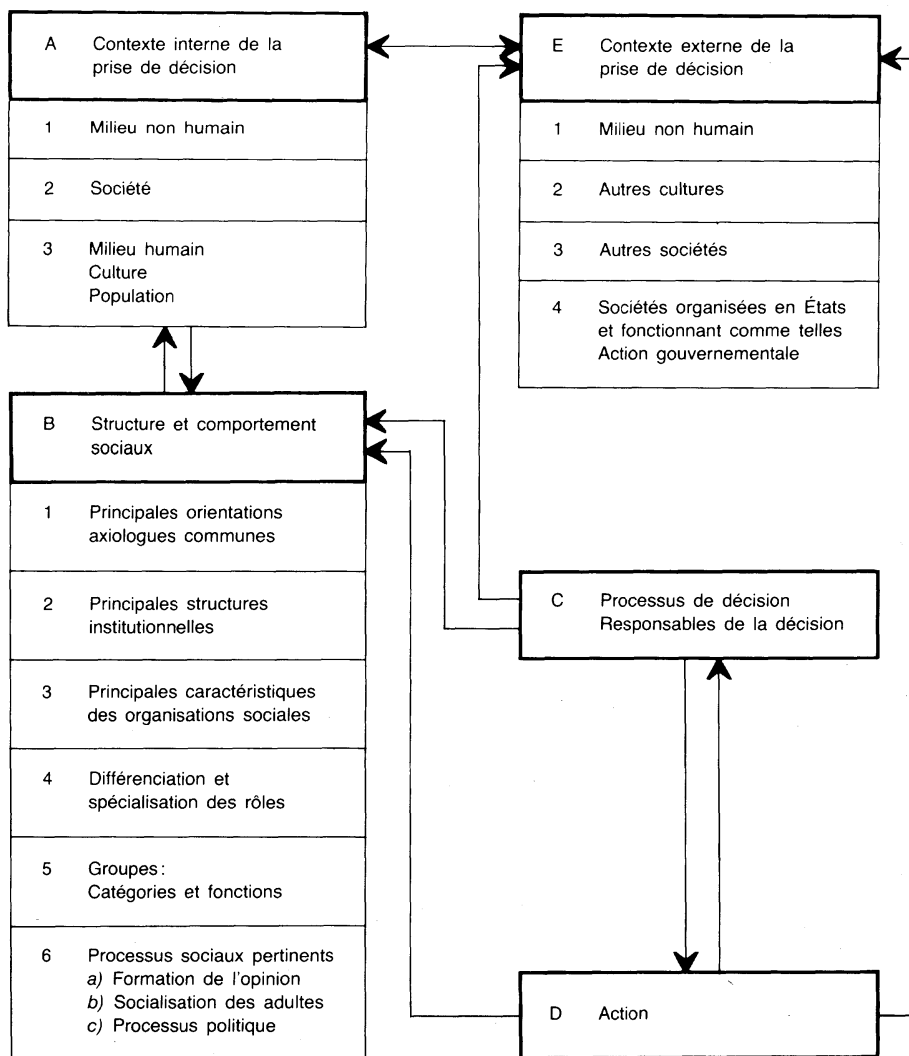 A Contexte interne de la
prise de décision
1 Milieu non humain
2 Société
3 Milieu humain
Culture
Population
B Structure et comportement
sociaux
1 Principales orientations
axiologues communes
2 Principales structures
institutionnelles
3 Principales caractéristiques
des organisations sociales
4 Différenciation et
spécialisation des rôles
5 Groupes :
Catégories et fonctions
6 Processus sociaux pertinents
a) Formation de l'opinion
b) Socialisation des adultes
c) Processus politique
E Contexte externe de la
prise de décision
1 Milieu non humain
2 Autres cultures
3 Autres sociétés
4 Sociétés organisées en États
et fonctionnant comme telles
Action gouvernementale
C Processus de décision
Responsables de la décision
D Action